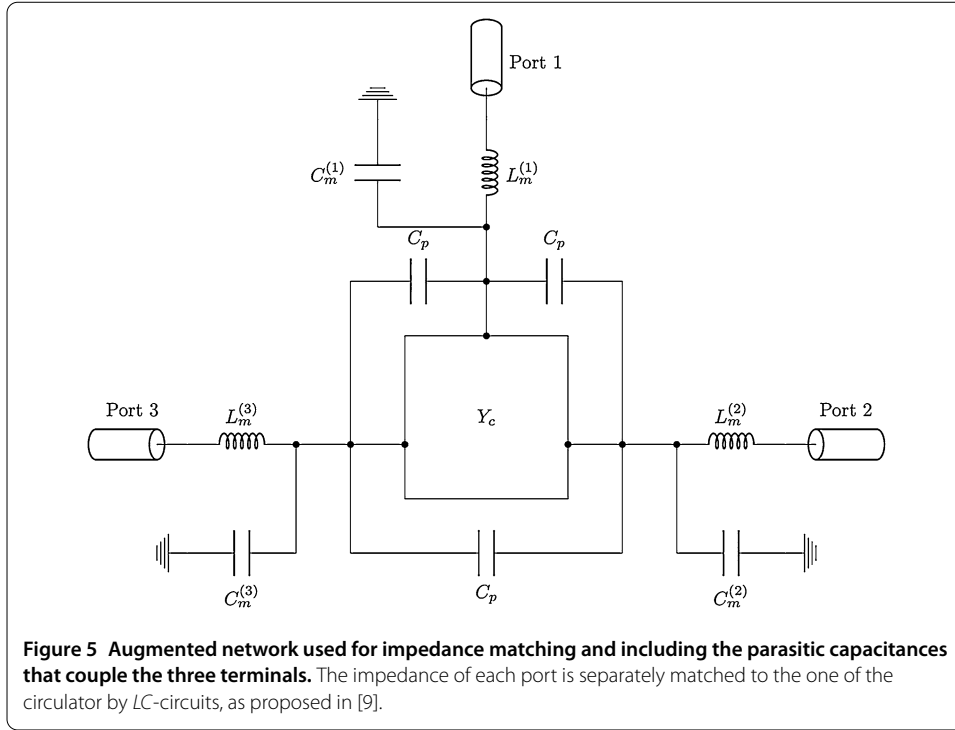 Port 1
C_m^{(1)}
L_m^{(1)}
C_p
C_p
Port 3
L_m^{(3)}
Y_c
L_m^{(2)}
Port 2
C_m^{(3)}
C_p
C_m^{(2)}
Figure 5 Augmented network used for impedance matching and including the parasitic capacitances
that couple the three terminals. The impedance of each port is separately matched to the one of the
circulator by LC-circuits, as proposed in [9].